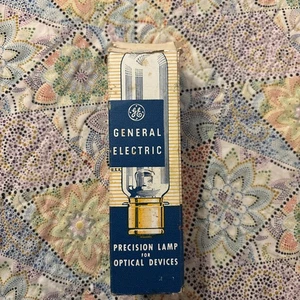 GE
GENERAL
ELECTRIC
PRECISION LAMP
FOR
OPTICAL DEVICES